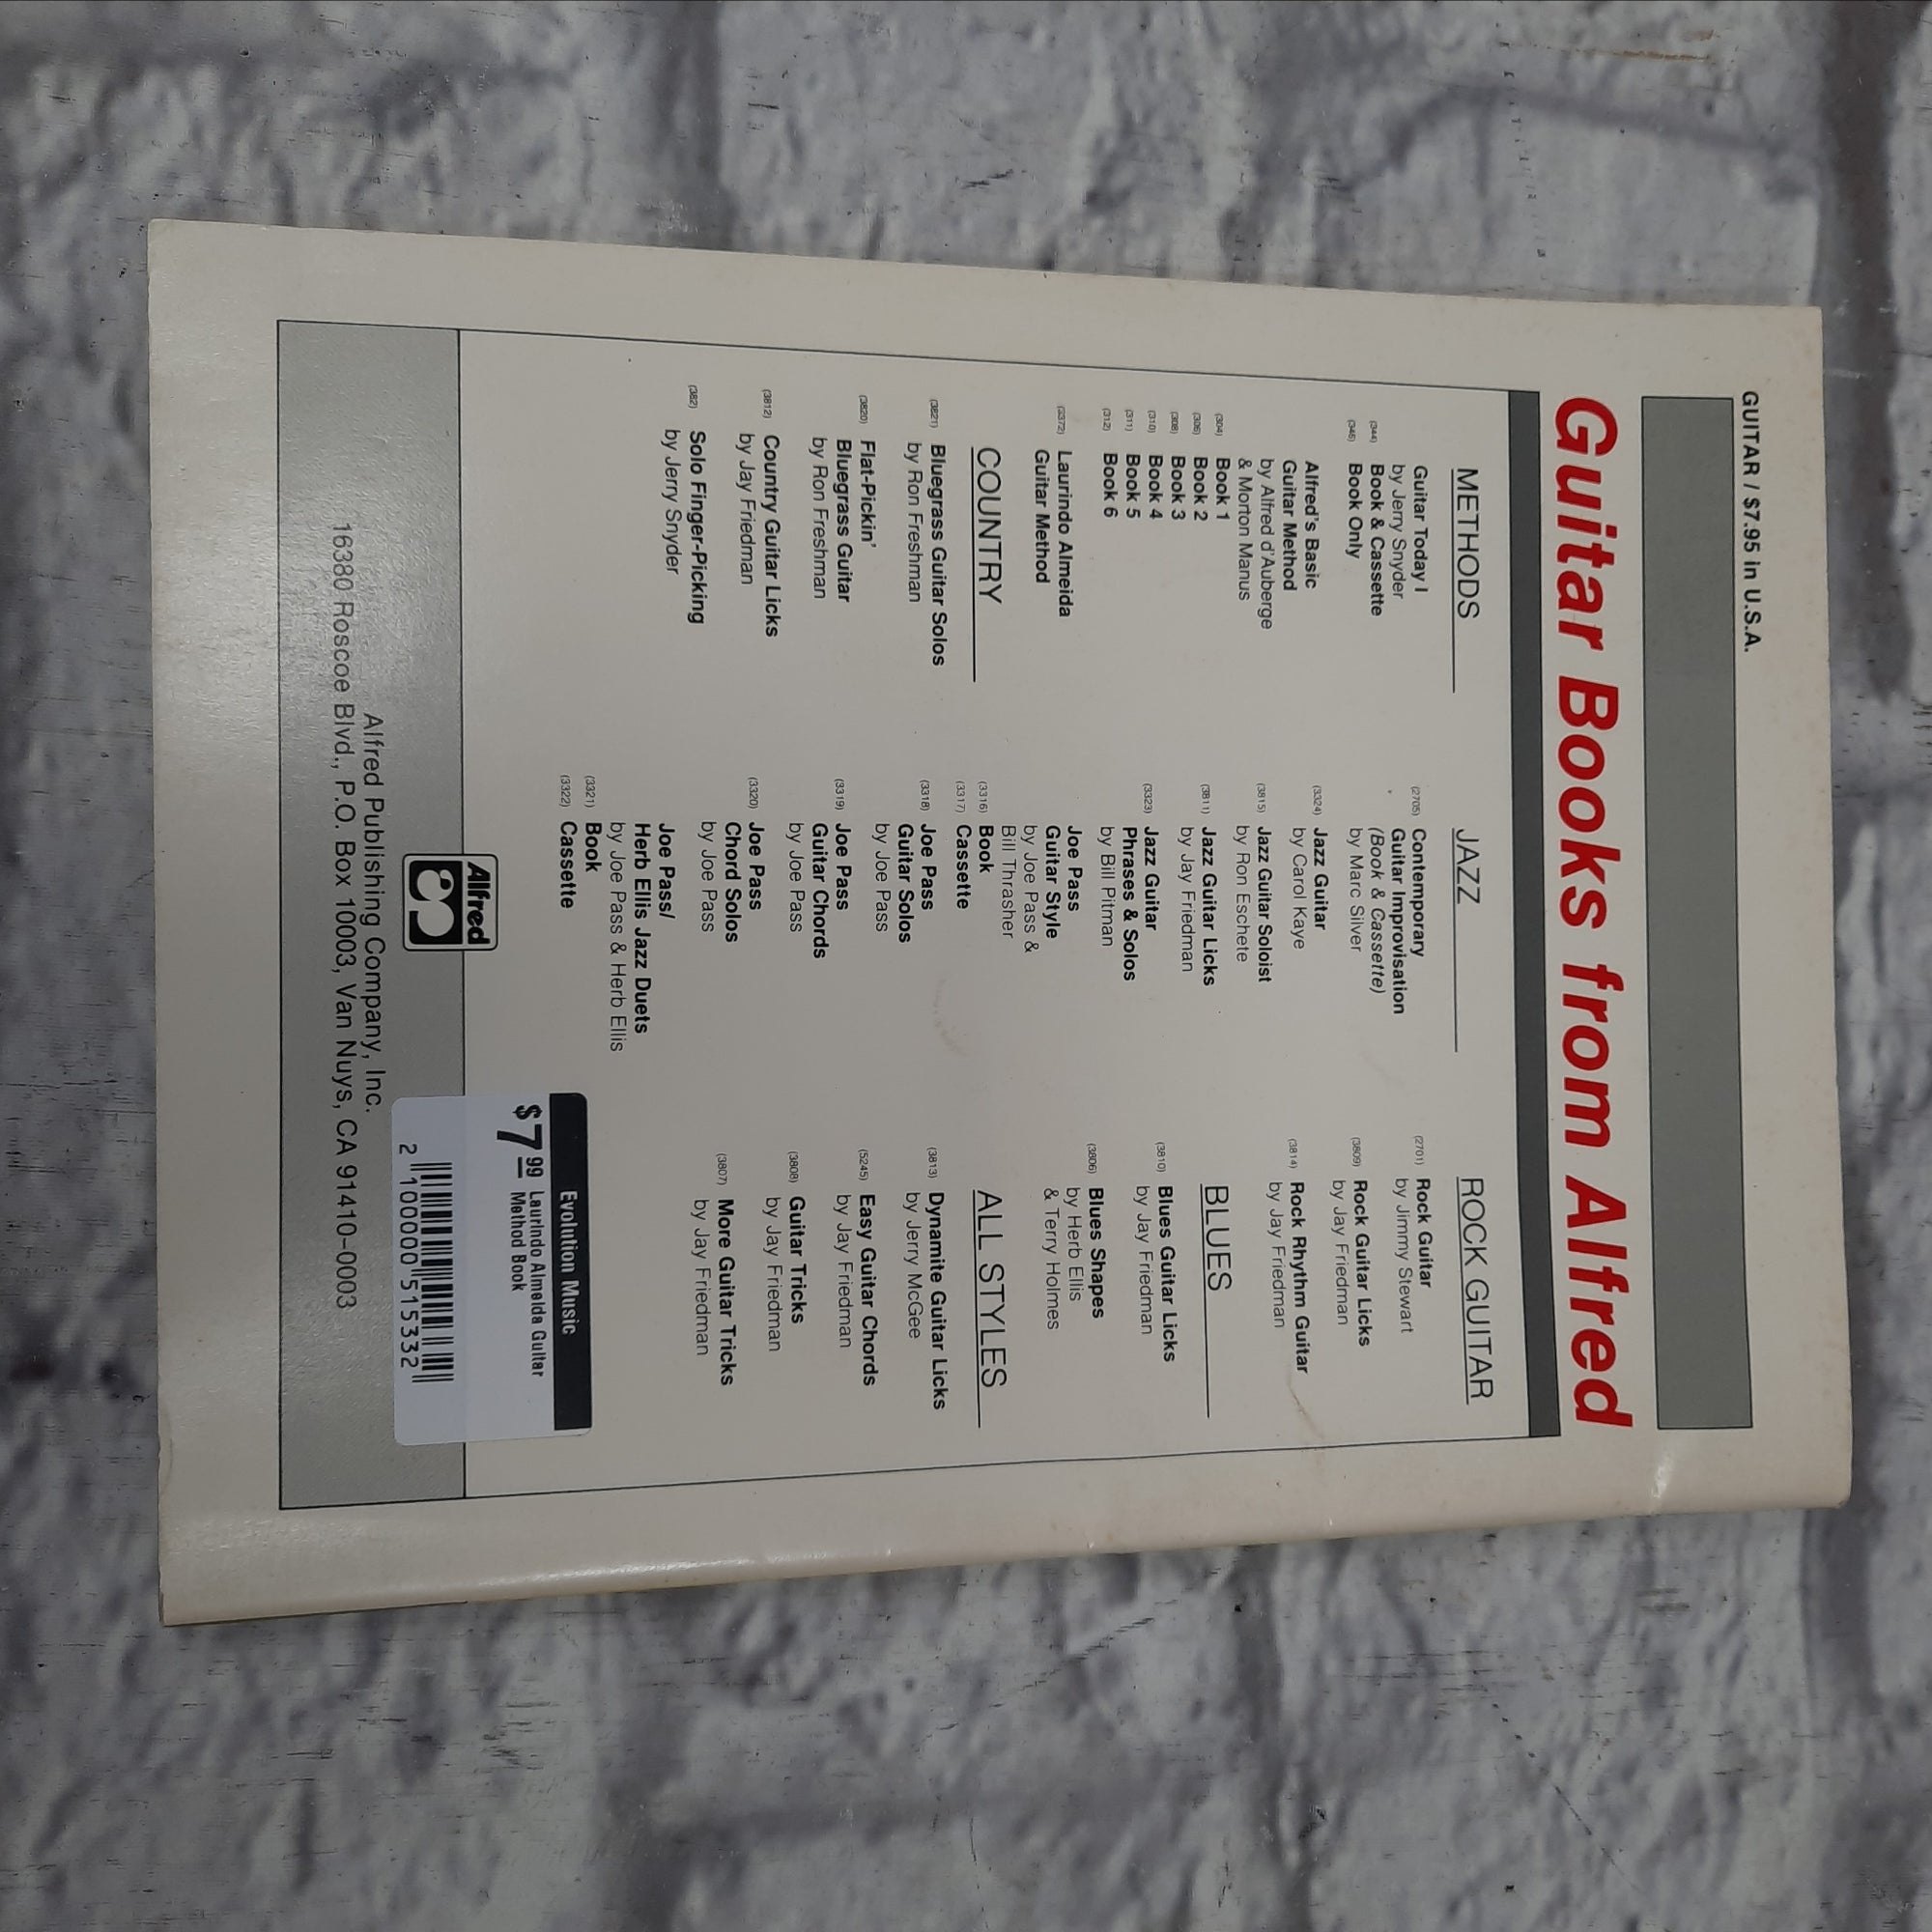 GUITAR / $7.95 in U.S.A.
Guitar Books from Alfred
METHODS
Guitar Today I
by Jerry Snyder
(344) Book & Cassette
(346) Book Only
Alfred's Basic
Guitar Method
by Alfred d'Auberge
& Morton Manus
(304) Book 1
(306) Book 2
(308) Book 3
(310) Book 4
(311) Book 5
(312) Book 6
(2372) Laurindo Almeida
Guitar Method
COUNTRY
(3821) Bluegrass Guitar Solos
by Ron Freshman
(3820) Flat-Pickin'
Bluegrass Guitar
by Ron Freshman
(3812) Country Guitar Licks
by Jay Friedman
(382) Solo Finger-Picking
by Jerry Snyder
JAZZ
(2705) Contemporary
Guitar Improvisation
(Book & Cassette)
by Marc Silver
(3324) Jazz Guitar
by Carol Kaye
(3815) Jazz Guitar Soloist
by Ron Eschete
(3811) Jazz Guitar Licks
by Jay Friedman
(3323) Jazz Guitar
Phrases & Solos
by Bill Pitman
Joe Pass
Guitar Style
by Joe Pass &
Bill Thrasher
(3316) Book
(3317) Cassette
(3318) Joe Pass
Guitar Solos
by Joe Pass
(3319) Joe Pass
Guitar Chords
by Joe Pass
(3320) Joe Pass
Chord Solos
by Joe Pass
Joe Pass/
Herb Ellis Jazz Duets
by Joe Pass & Herb Ellis
(3321) Book
(3322) Cassette
ROCK GUITAR
(2701) Rock Guitar
by Jimmy Stewart
(3809) Rock Guitar Licks
by Jay Friedman
(3814) Rock Rhythm Guitar
by Jay Friedman
BLUES
(3810) Blues Guitar Licks
by Jay Friedman
(3806) Blues Shapes
by Herb Ellis
& Terry Holmes
ALL STYLES
(3813) Dynamite Guitar Licks
by Jerry McGee
(5245) Easy Guitar Chords
by Jay Friedman
(3808) Guitar Tricks
by Jay Friedman
(3807) More Guitar Tricks
by Jay Friedman
Evolution Music
$7.99 Laurindo Almeida Guitar
Method Book
2 100000 515332
Alfred
Alfred Publishing Company, Inc.
16380 Roscoe Blvd., P.O. Box 10003, Van Nuys, CA 91410-0003